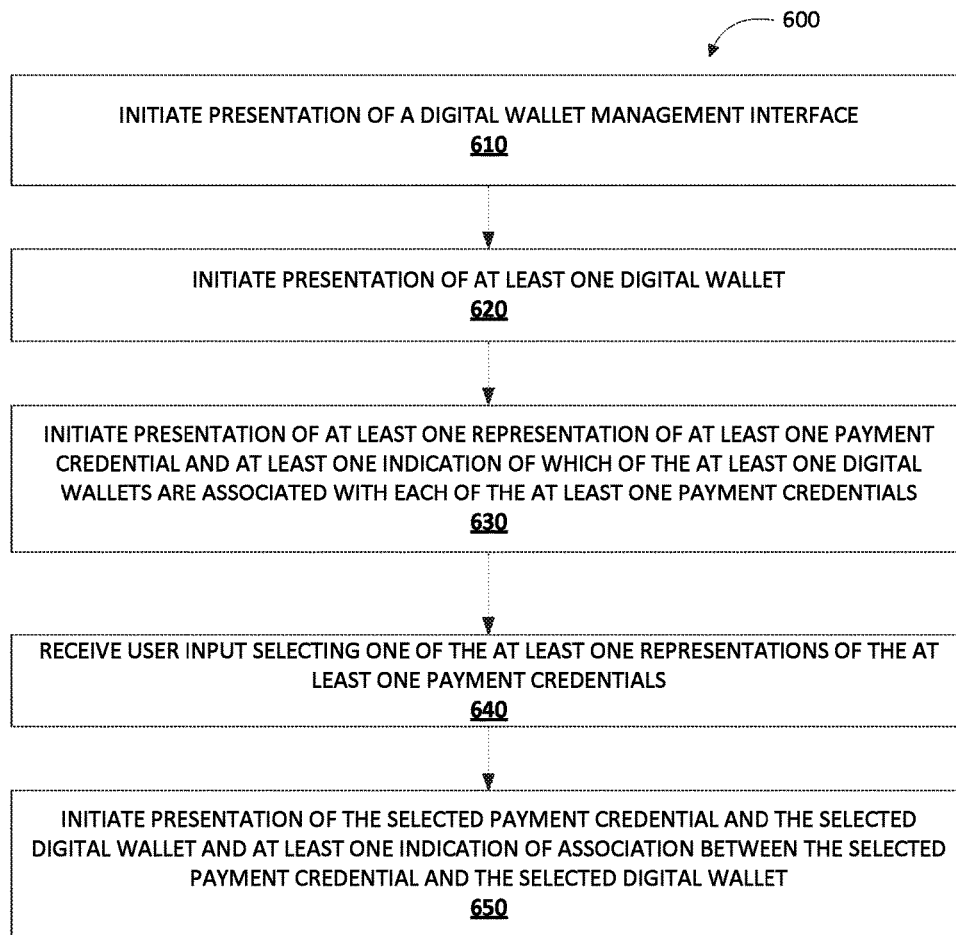 600
INITIATE PRESENTATION OF A DIGITAL WALLET MANAGEMENT INTERFACE
610
INITIATE PRESENTATION OF AT LEAST ONE DIGITAL WALLET
620
INITIATE PRESENTATION OF AT LEAST ONE REPRESENTATION OF AT LEAST ONE PAYMENT
CREDENTIAL AND AT LEAST ONE INDICATION OF WHICH OF THE AT LEAST ONE DIGITAL
WALLETS ARE ASSOCIATED WITH EACH OF THE AT LEAST ONE PAYMENT CREDENTIALS
630
RECEIVE USER INPUT SELECTING ONE OF THE AT LEAST ONE REPRESENTATIONS OF THE AT
LEAST ONE PAYMENT CREDENTIALS
640
INITIATE PRESENTATION OF THE SELECTED PAYMENT CREDENTIAL AND THE SELECTED
DIGITAL WALLET AND AT LEAST ONE INDICATION OF ASSOCIATION BETWEEN THE SELECTED
PAYMENT CREDENTIAL AND THE SELECTED DIGITAL WALLET
650